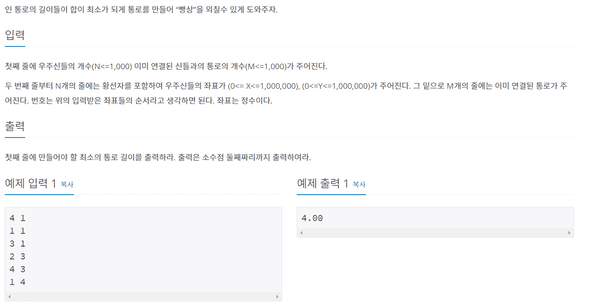 인 통로의 길이들이 합이 최소가 되게 통로를 만들어 “빵상”을 외칠수 있게 도와주자.
입력
첫째 줄에 우주신들의 개수(N<=1,000) 이미 연결된 신들과의 통로의 개수(M<=1,000)가 주어진다.
두 번째 줄부터 N개의 줄에는 황선자를 포함하여 우주신들의 좌표가 (0<= X<=1,000,000), (0<=Y<=1,000,000)가 주어진다. 그 밑으로 M개의 줄에는 이미 연결된 통로가 주
어진다. 번호는 위의 입력받은 좌표들의 순서라고 생각하면 된다. 좌표는 정수이다.
출력
첫째 줄에 만들어야 할 최소의 통로 길이를 출력하라. 출력은 소수점 둘째짜리까지 출력하여라.
예제 입력 1 복사
4 1
1 1
3 1
2 3
4 3
1 4
예제 출력 1 복사
4.00